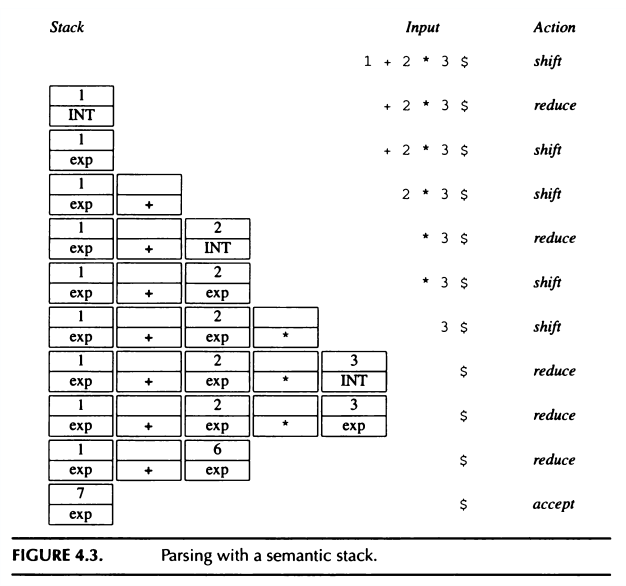 Stack Input Action
1 + 2 * 3 $ shift
1
INT + 2 * 3 $ reduce
1
exp + 2 * 3 $ shift
1
exp + 2 * 3 $ shift
1 2
exp + INT * 3 $ reduce
1 2
exp + exp * 3 $ shift
1 2
exp + exp * 3 $ shift
1 2 3
exp + exp * INT $ reduce
1 2 3
exp + exp * exp $ reduce
1 6
exp + exp $ reduce
7
exp $ accept
FIGURE 4.3. Parsing with a semantic stack.